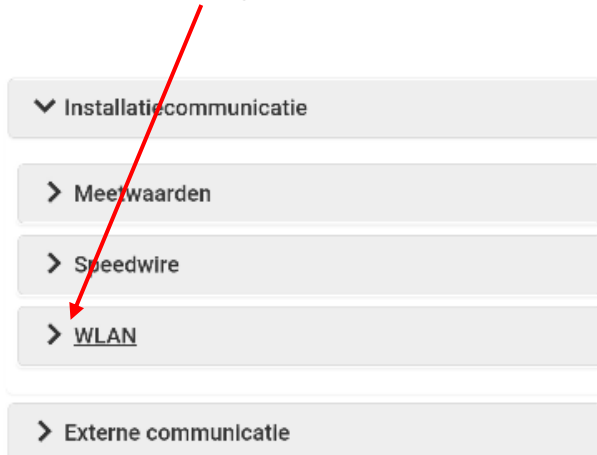 Installatiecommunicatie
Meetwaarden
Speedwire
WLAN
Externe communicatie